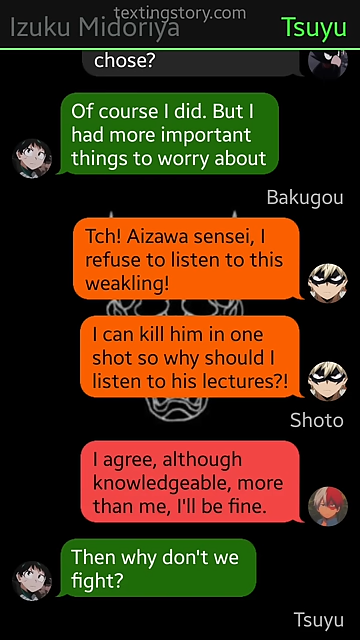 textingstory.com
Izuku Midoriya
Tsuyu
chose?
Of course I did. But I
had more important
things to worry about
Bakugou
Tch! Aizawa sensei, I
refuse to listen to this
weakling!
I can kill him in one
shot so why should I
listen to his lectures?!
Shoto
I agree, although
knowledgeable, more
than me, I'll be fine.
Then why don't we
fight?
Tsuyu